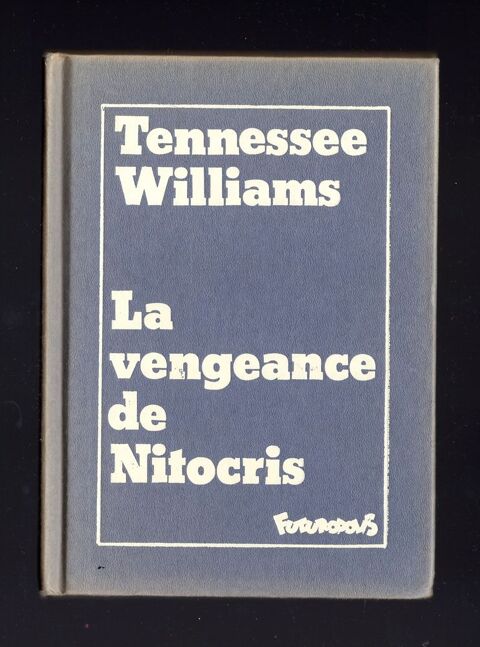 Tennessee
Williams
La
vengeance
de
Nitocris
FUTUROPOLIS